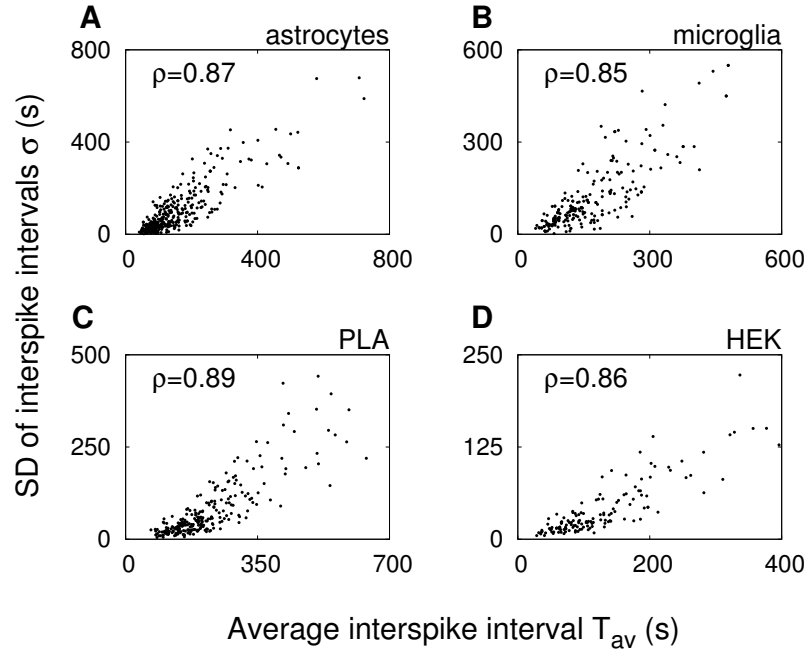 A
astrocytes
ρ=0.87
800
400
0
0 400 800
B
microglia
ρ=0.85
600
300
0
0 300 600
C
PLA
ρ=0.89
500
250
0
0 350 700
D
HEK
ρ=0.86
250
125
0
0 200 400
SD of interspike intervals σ (s)
Average interspike interval T_av (s)